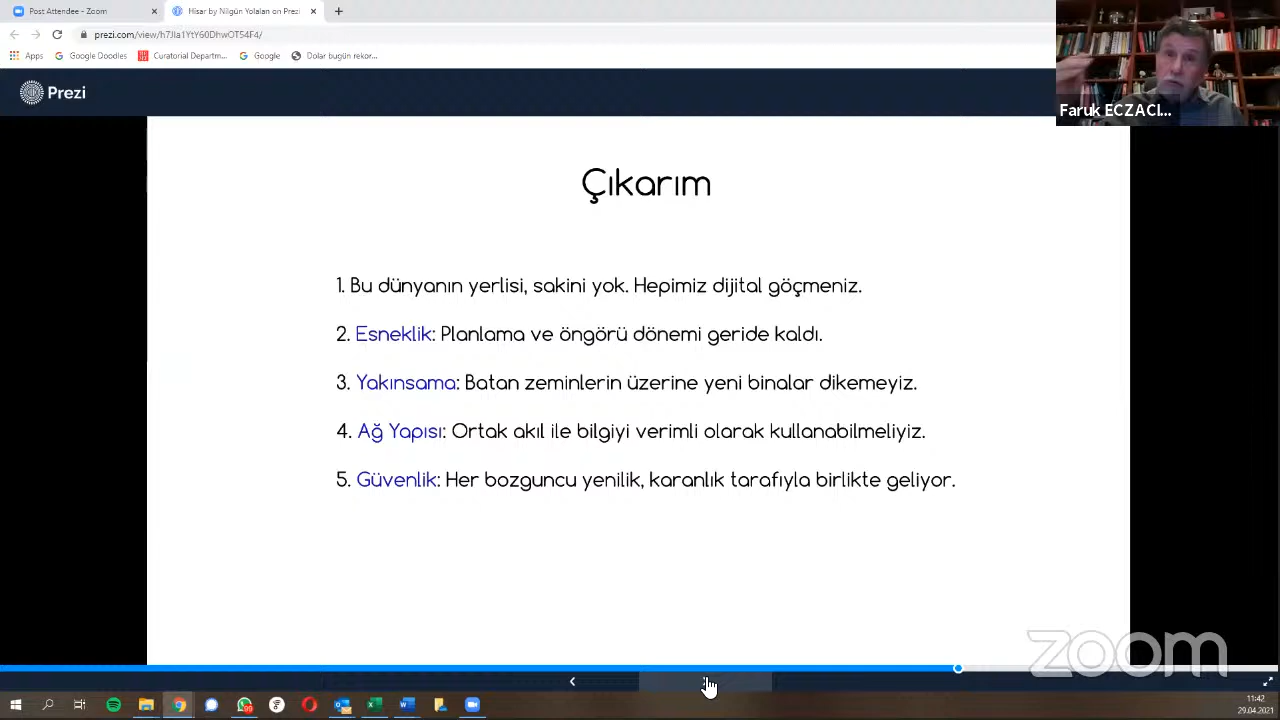 Post Attendee - Zoom
Hisar by Nilgün Yolalan on Prezi
prezi.com/view/h7JIa1YtY60DhwOT54F4/
Apps
Google Doodles
Curatorial Departm...
Google
Dolar bugün rekor...
Prezi
Faruk ECZACI...
Çıkarım
1. Bu dünyanın yerlisi, sakini yok. Hepimiz dijital göçmeniz.
2. Esneklik: Planlama ve öngörü dönemi geride kaldı.
3. Yakınsama: Batan zeminlerin üzerine yeni binalar dikemeyiz.
4. Ağ Yapısı: Ortak akıl ile bilgiyi verimli olarak kullanabilmeliyiz.
5. Güvenlik: Her bozguncu yenilik, karanlık tarafıyla birlikte geliyor.
zoom
11:42
29.04.2021